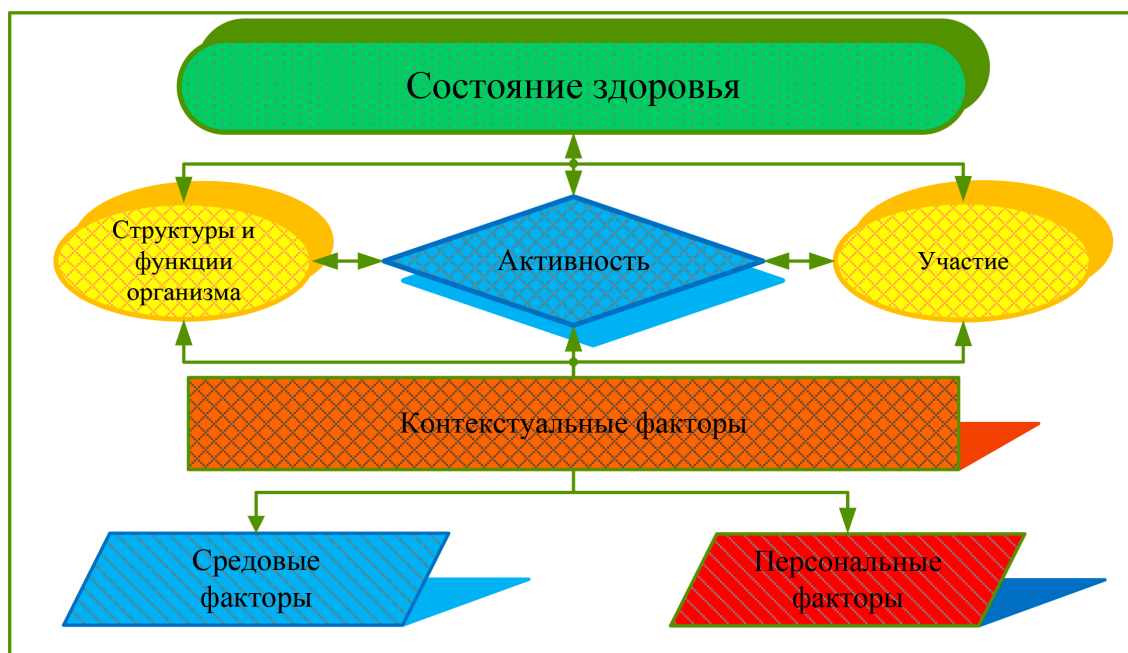 Состояние здоровья
Структуры и
функции
организма
Активность
Участие
Контекстуальные факторы
Средовые
факторы
Персональные
факторы